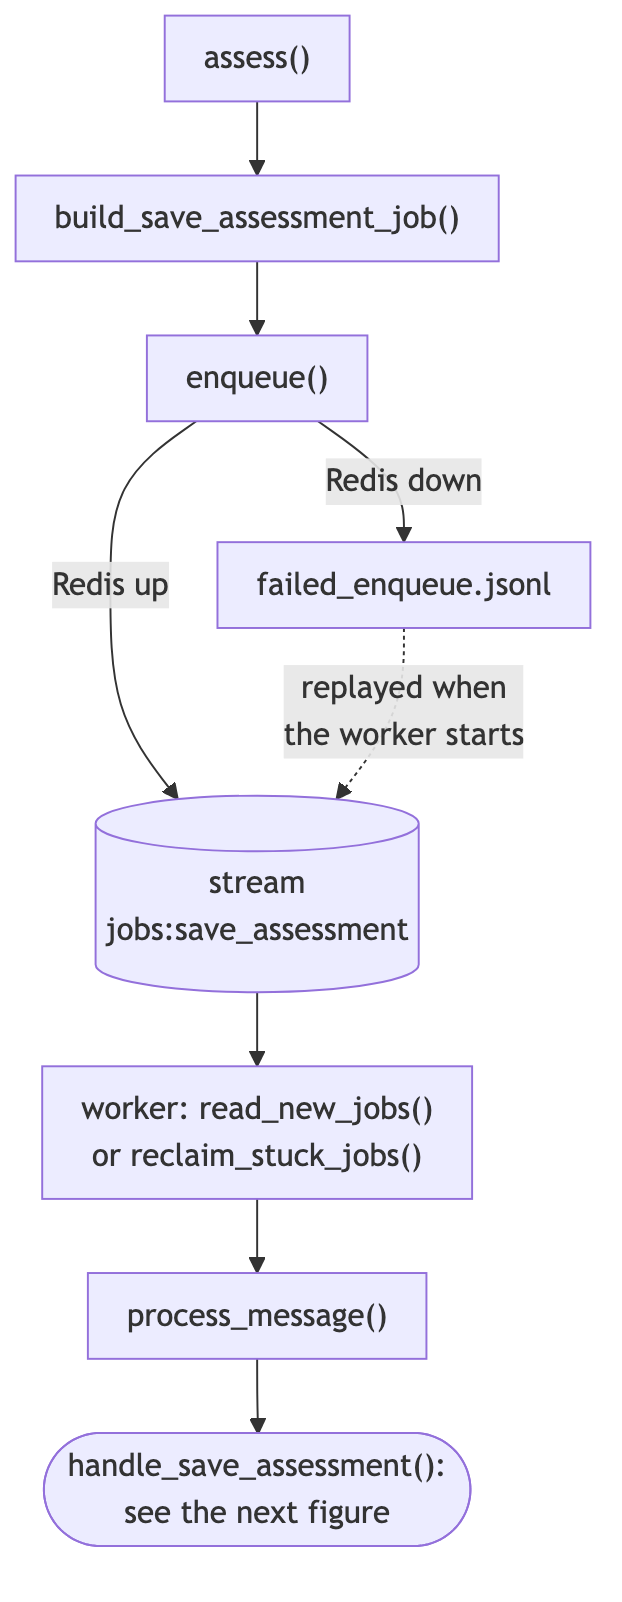 assess()
build_save_assessment_job()
enqueue()
Redis down
Redis up
failed_enqueue.jsonl
replayed when
the worker starts
stream
jobs:save_assessment
worker: read_new_jobs()
or reclaim_stuck_jobs()
process_message()
handle_save_assessment():
see the next figure